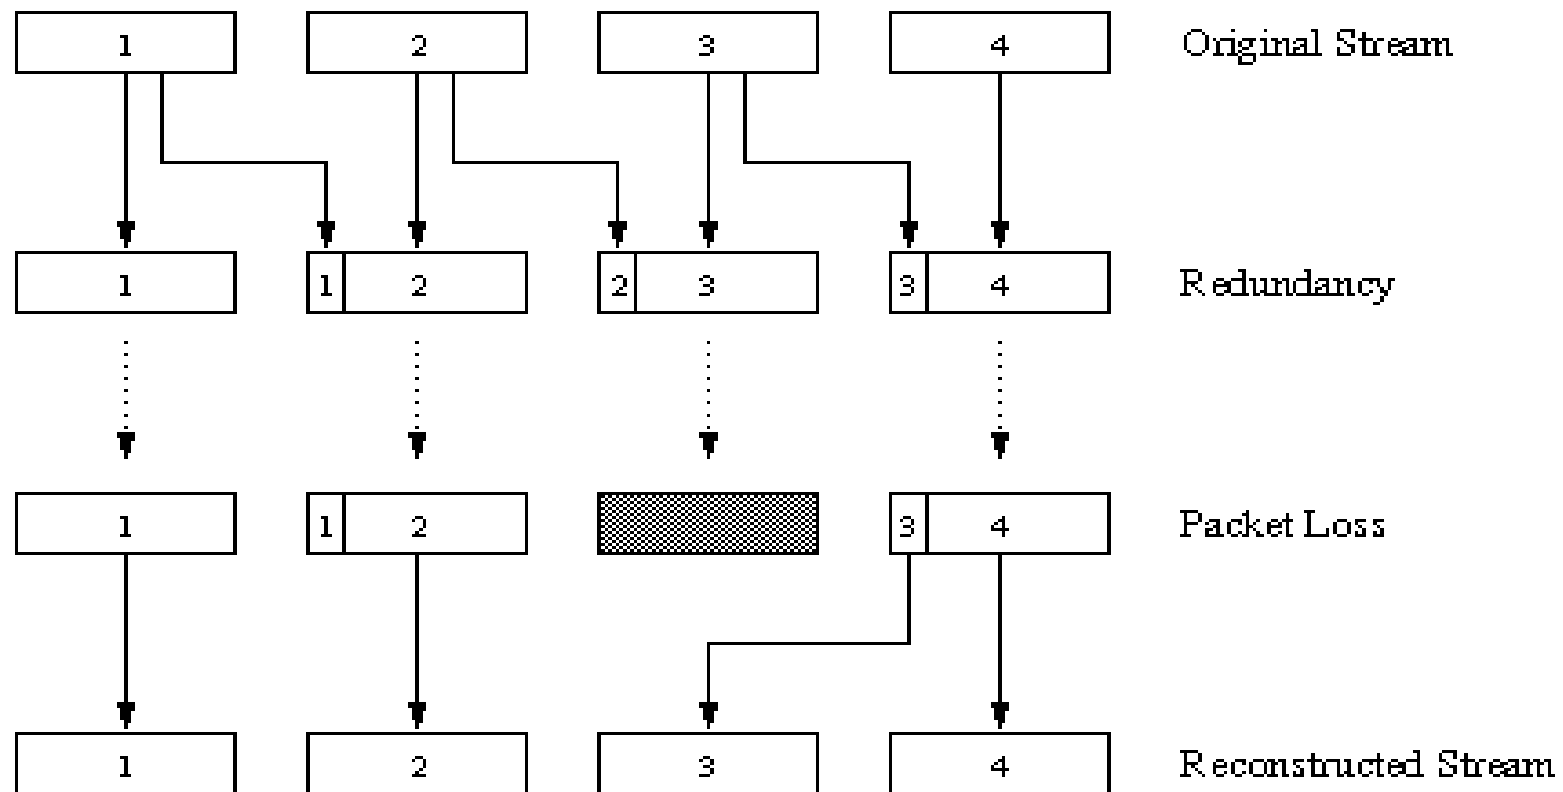 1 2 3 4 Original Stream
1 1 2 2 3 3 4 Redundancy
1 1 2 3 4 Packet Loss
1 2 3 4 Reconstructed Stream